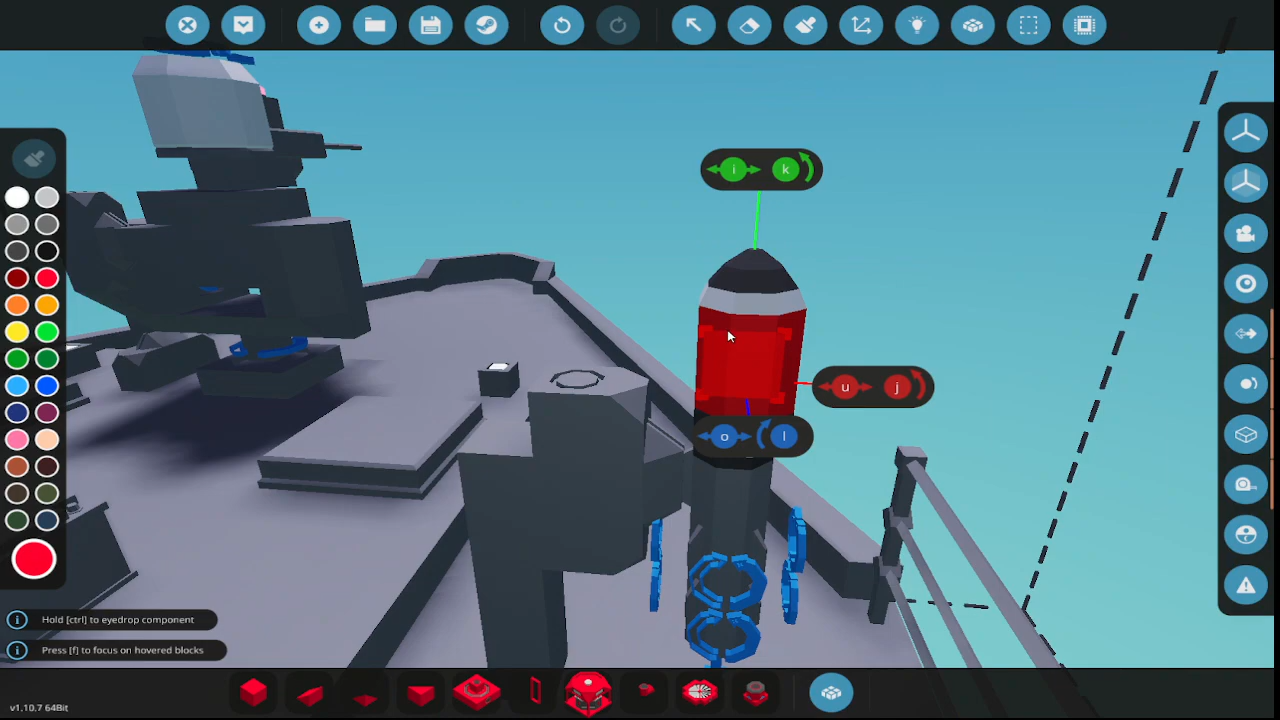 i k
u j
o l
Hold [ctrl] to eyedrop component
Press [f] to focus on hovered blocks
v1.10.7 64Bit